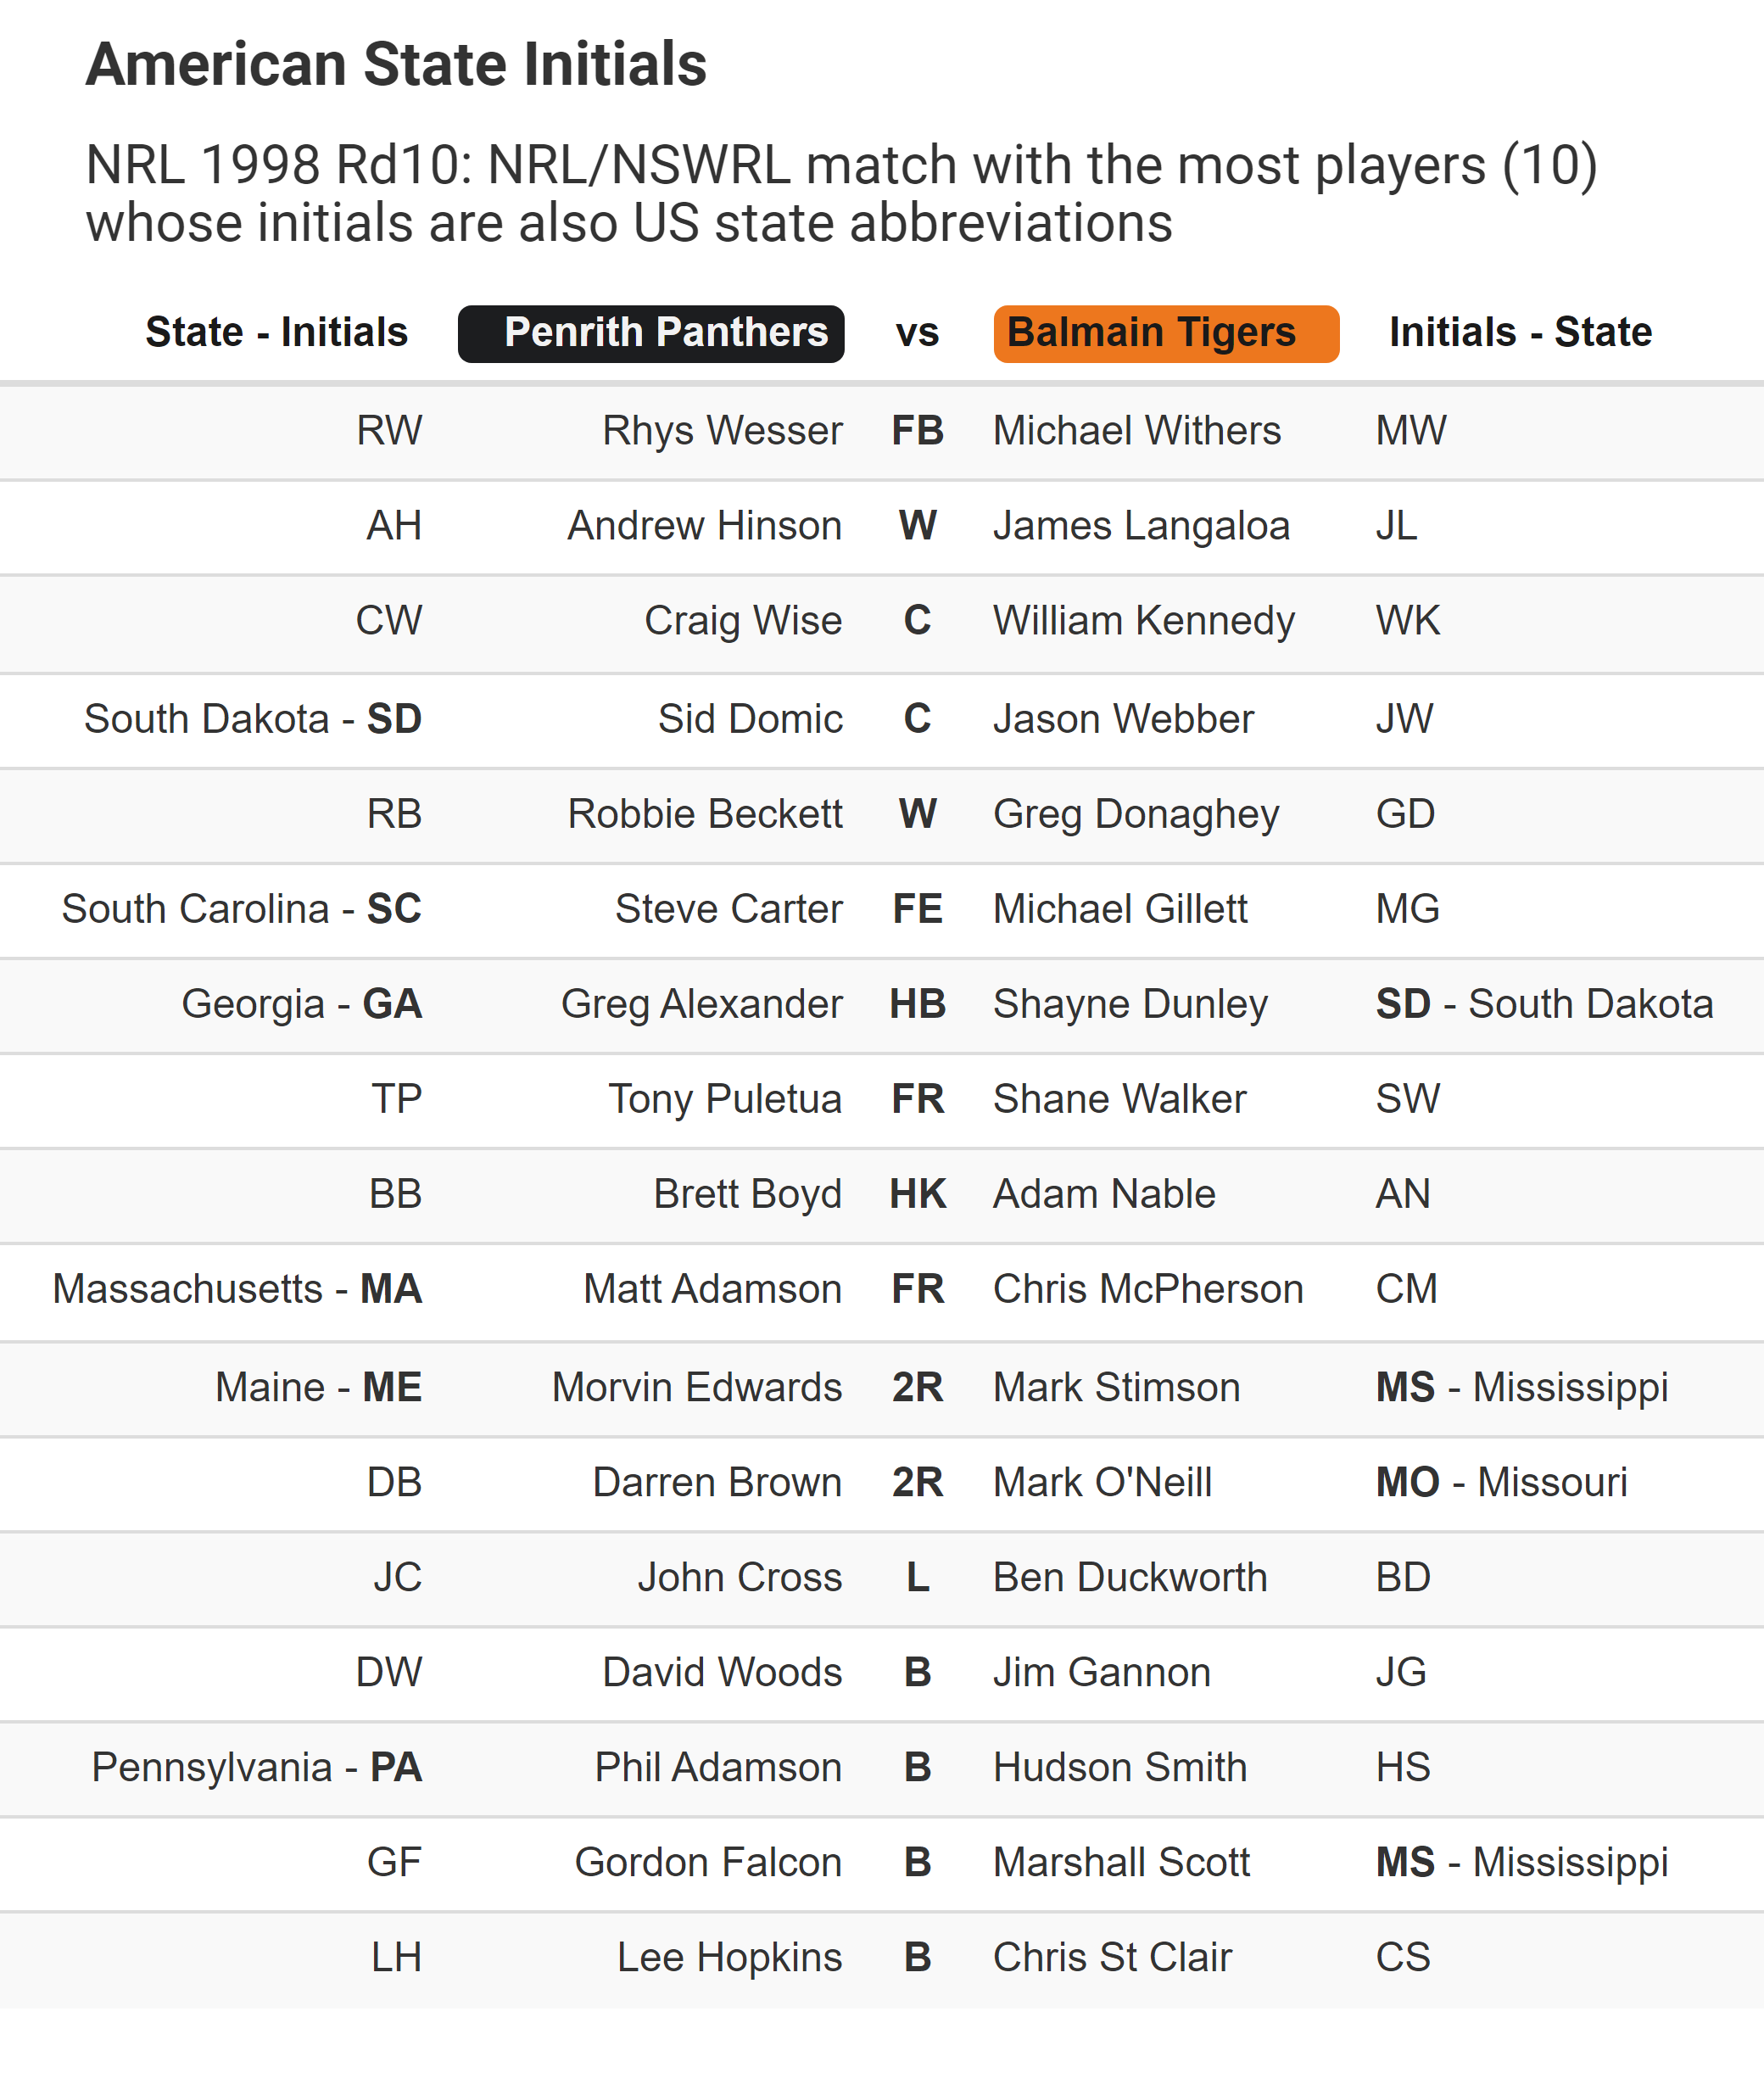 American State Initials
NRL 1998 Rd10: NRL/NSWRL match with the most players (10)
whose initials are also US state abbreviations
State - Initials Penrith Panthers vs Balmain Tigers Initials - State
RW Rhys Wesser FB Michael Withers MW
AH Andrew Hinson W James Langaloa JL
CW Craig Wise C William Kennedy WK
South Dakota - SD Sid Domic C Jason Webber JW
RB Robbie Beckett W Greg Donaghey GD
South Carolina - SC Steve Carter FE Michael Gillett MG
Georgia - GA Greg Alexander HB Shayne Dunley SD - South Dakota
TP Tony Puletua FR Shane Walker SW
BB Brett Boyd HK Adam Nable AN
Massachusetts - MA Matt Adamson FR Chris McPherson CM
Maine - ME Morvin Edwards 2R Mark Stimson MS - Mississippi
DB Darren Brown 2R Mark O'Neill MO - Missouri
JC John Cross L Ben Duckworth BD
DW David Woods B Jim Gannon JG
Pennsylvania - PA Phil Adamson B Hudson Smith HS
GF Gordon Falcon B Marshall Scott MS - Mississippi
LH Lee Hopkins B Chris St Clair CS